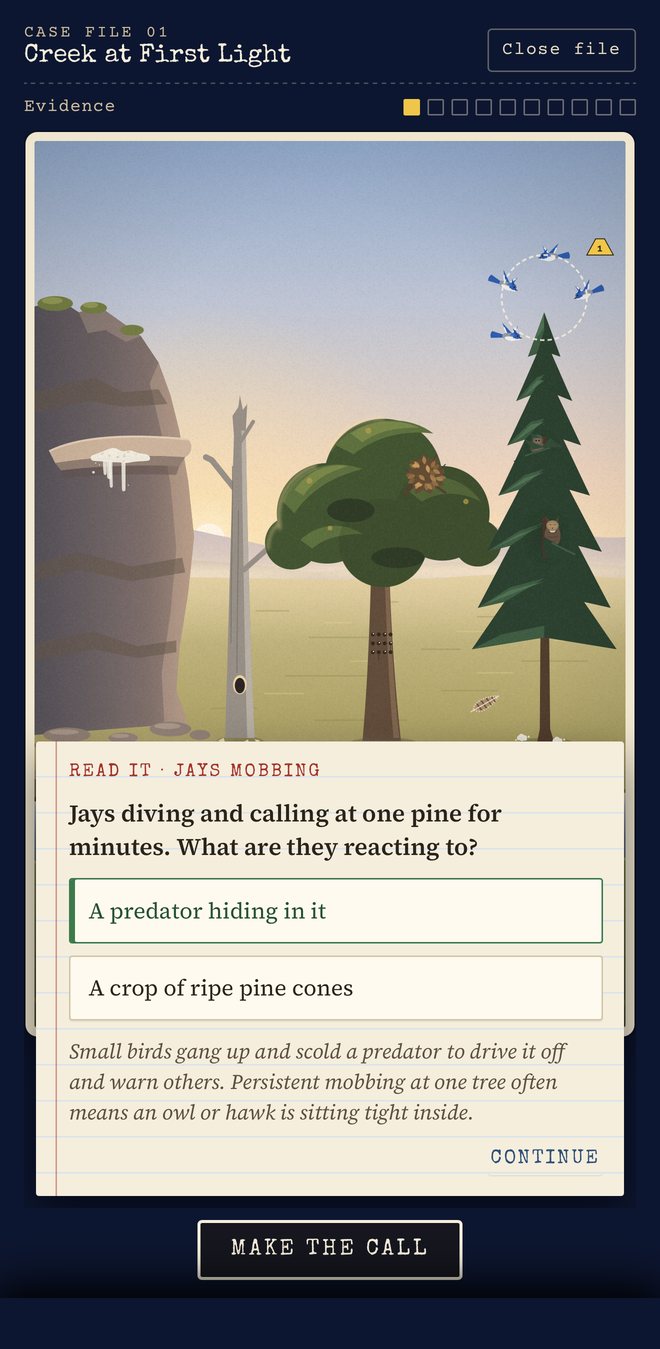 CASE FILE 01
Creek at First Light
Close file
Evidence
1
READ IT · JAYS MOBBING
Jays diving and calling at one pine for
minutes. What are they reacting to?
A predator hiding in it
A crop of ripe pine cones
Small birds gang up and scold a predator to drive it off
and warn others. Persistent mobbing at one tree often
means an owl or hawk is sitting tight inside.
CONTINUE
MAKE THE CALL